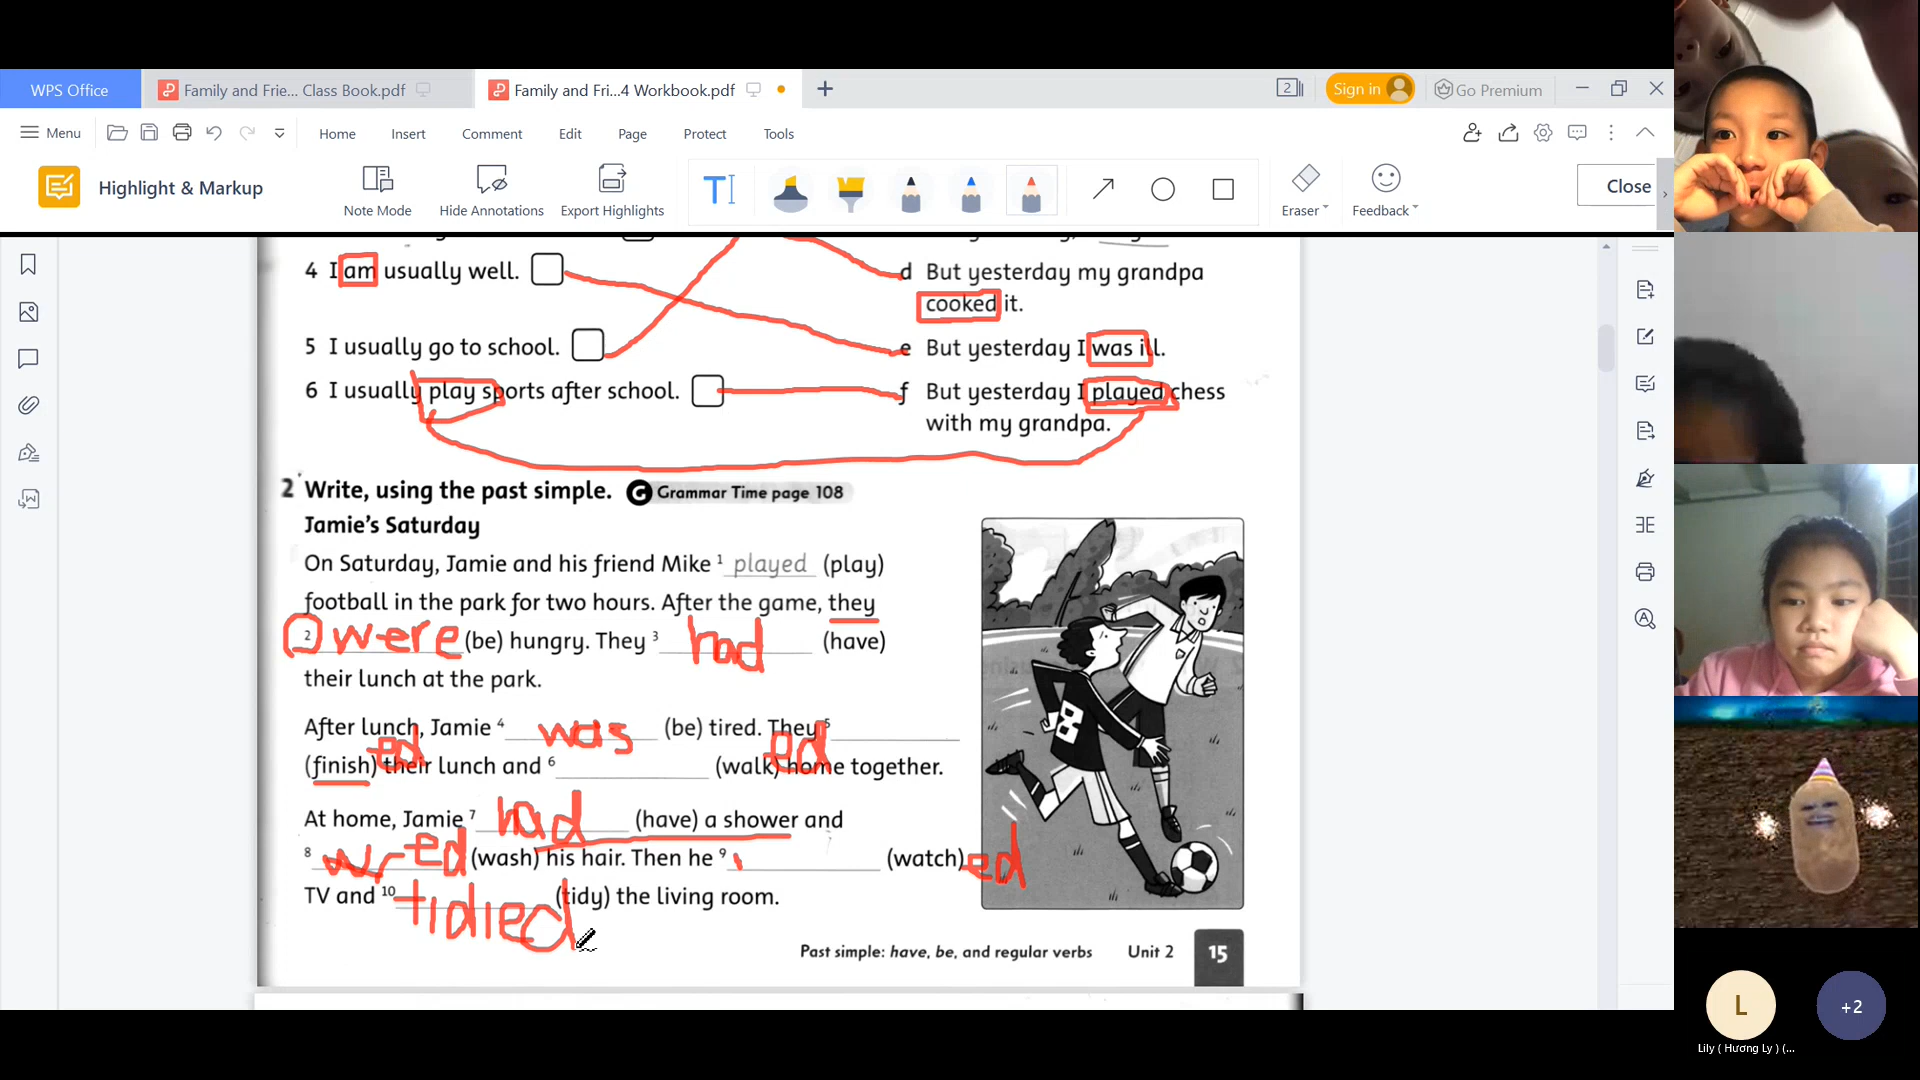 WPS Office
Family and Frie... Class Book.pdf
Family and Fri...4 Workbook.pdf
2
Sign in
Go Premium
Menu
Home
Insert
Comment
Edit
Page
Protect
Tools
Highlight & Markup
Note Mode
Hide Annotations
Export Highlights
Eraser
Feedback
Close
4 I am usually well.
d But yesterday my grandpa
cooked it.
5 I usually go to school.
e But yesterday I was ill.
6 I usually play sports after school.
f But yesterday I played chess
with my grandpa.
2 Write, using the past simple. G Grammar Time page 108
Jamie's Saturday
On Saturday, Jamie and his friend Mike 1 played (play)
football in the park for two hours. After the game, they
2 were (be) hungry. They 3 had (have)
their lunch at the park.
After lunch, Jamie 4 was (be) tired. They 5
(finish) ed their lunch and 6 (walk) ed home together.
At home, Jamie 7 had (have) a shower and
8 ed (wash) his hair. Then he 9 (watch) ed
TV and 10 tidied (tidy) the living room.
8
Past simple: have, be, and regular verbs Unit 2 15
L
+2
Lily ( Hương Ly ) (...